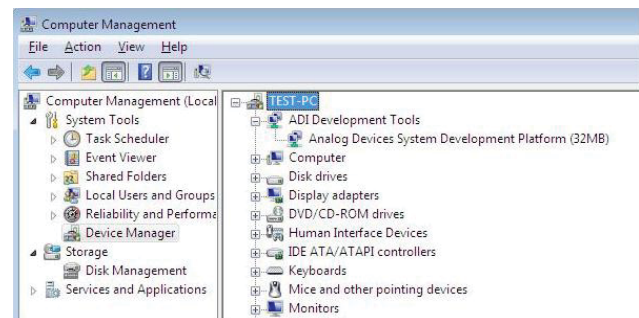 Computer Management
File Action View Help
Computer Management (Local
System Tools
Task Scheduler
Event Viewer
Shared Folders
Local Users and Groups
Reliability and Performa
Device Manager
Storage
Disk Management
Services and Applications
TEST-PC
ADI Development Tools
Analog Devices System Development Platform (32MB)
Computer
Disk drives
Display adapters
DVD/CD-ROM drives
Human Interface Devices
IDE ATA/ATAPI controllers
Keyboards
Mice and other pointing devices
Monitors